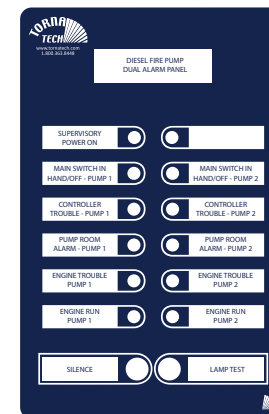 TORNA
TECH
www.tornatech.com
1.800.363.8448
DIESEL FIRE PUMP
DUAL ALARM PANEL
SUPERVISORY
POWER ON
MAIN SWITCH IN
HAND/OFF - PUMP 1
MAIN SWITCH IN
HAND/OFF - PUMP 2
CONTROLLER
TROUBLE - PUMP 1
CONTROLLER
TROUBLE - PUMP 2
PUMP ROOM
ALARM - PUMP 1
PUMP ROOM
ALARM - PUMP 2
ENGINE TROUBLE
PUMP 1
ENGINE TROUBLE
PUMP 2
ENGINE RUN
PUMP 1
ENGINE RUN
PUMP 2
SILENCE
LAMP TEST